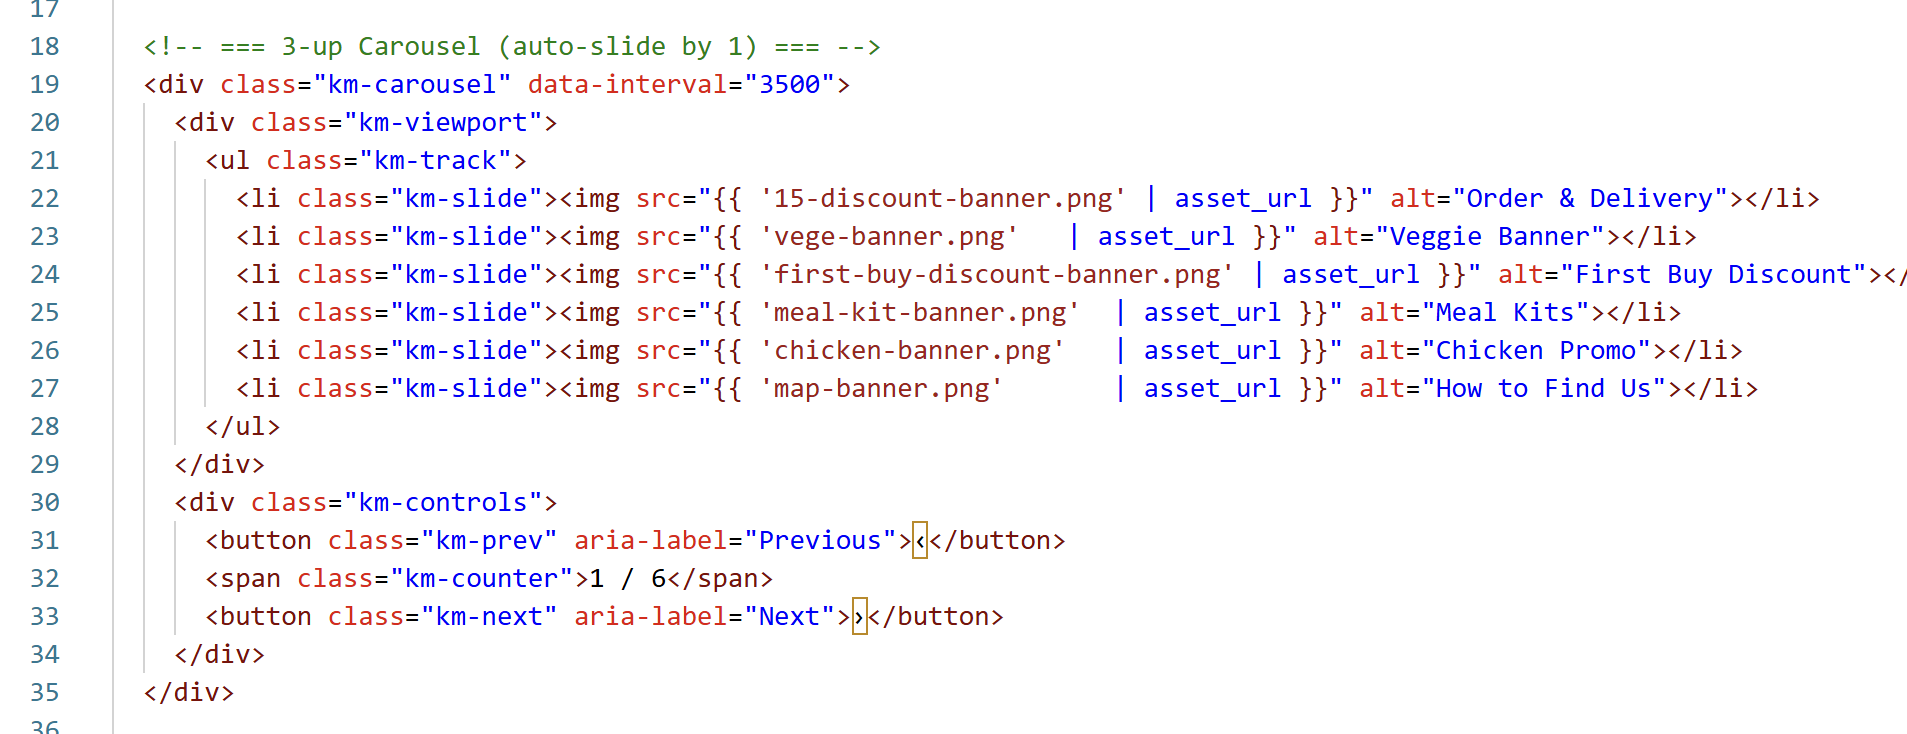 17
18 <!-- === 3-up Carousel (auto-slide by 1) === -->
19 <div class="km-carousel" data-interval="3500">
20 <div class="km-viewport">
21 <ul class="km-track">
22 <li class="km-slide"><img src="{{ '15-discount-banner.png' | asset_url }}" alt="Order & Delivery"></li>
23 <li class="km-slide"><img src="{{ 'vege-banner.png'   | asset_url }}" alt="Veggie Banner"></li>
24 <li class="km-slide"><img src="{{ 'first-buy-discount-banner.png' | asset_url }}" alt="First Buy Discount"></
25 <li class="km-slide"><img src="{{ 'meal-kit-banner.png'  | asset_url }}" alt="Meal Kits"></li>
26 <li class="km-slide"><img src="{{ 'chicken-banner.png'   | asset_url }}" alt="Chicken Promo"></li>
27 <li class="km-slide"><img src="{{ 'map-banner.png'       | asset_url }}" alt="How to Find Us"></li>
28 </ul>
29 </div>
30 <div class="km-controls">
31 <button class="km-prev" aria-label="Previous">‹</button>
32 <span class="km-counter">1 / 6</span>
33 <button class="km-next" aria-label="Next">›</button>
34 </div>
35 </div>
36